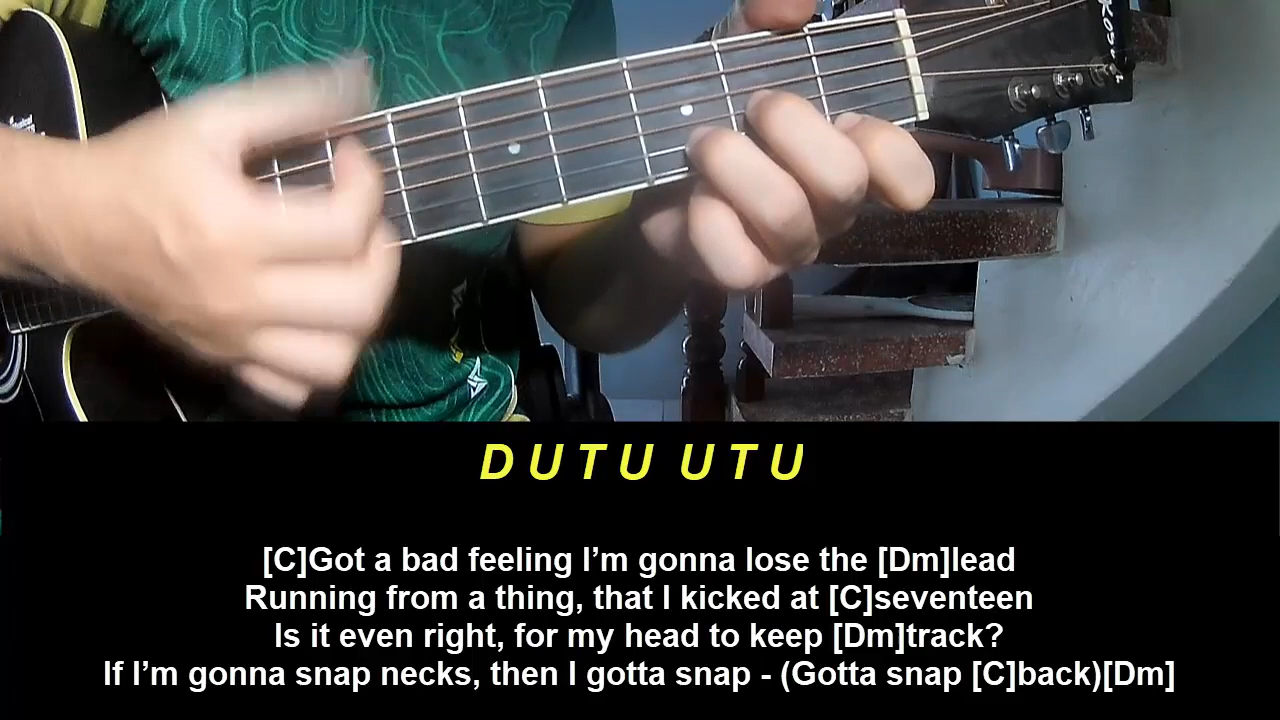 D U T U U T U
[C]Got a bad feeling I’m gonna lose the [Dm]lead
Running from a thing, that I kicked at [C]seventeen
Is it even right, for my head to keep [Dm]track?
If I’m gonna snap necks, then I gotta snap - (Gotta snap [C]back)[Dm]